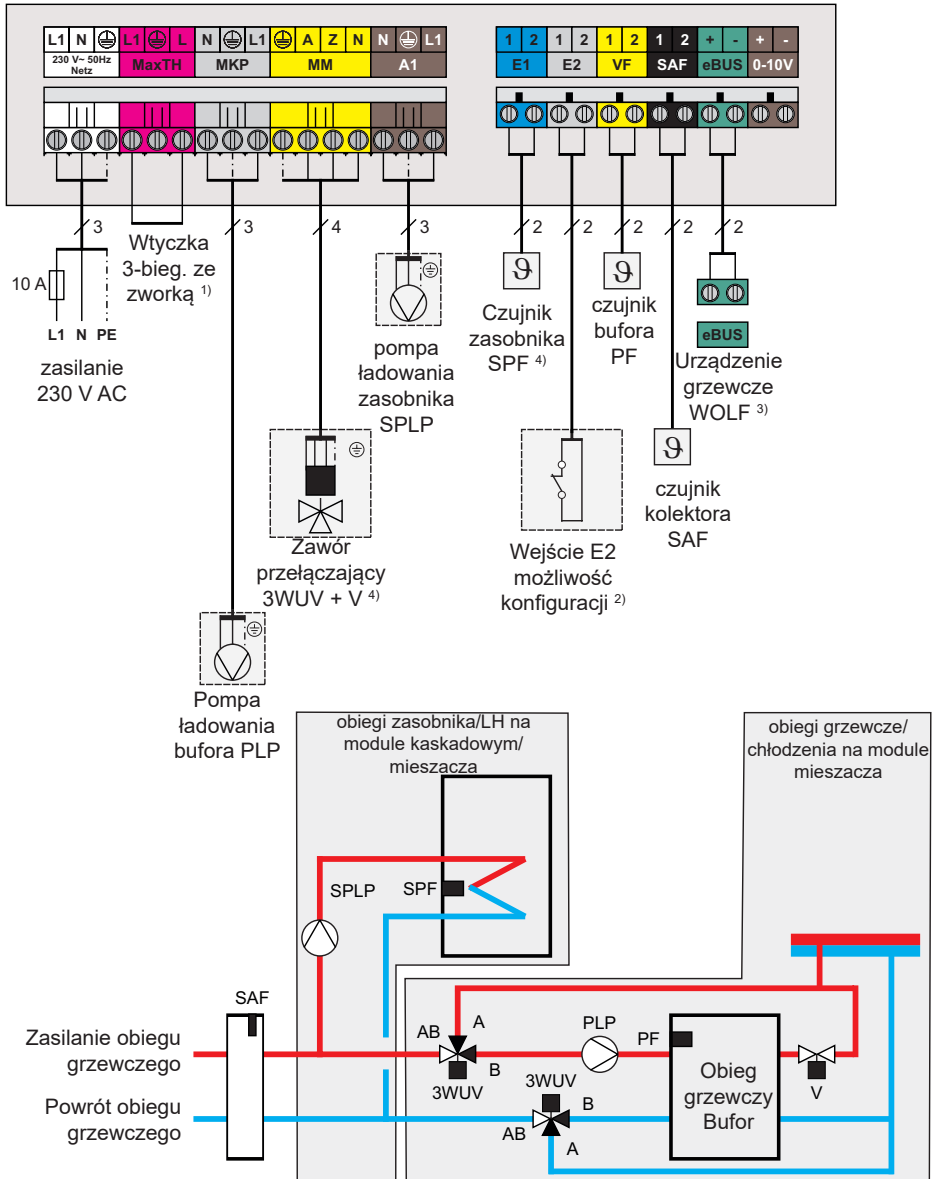 L1 N L1 L N L1 A Z N N L1
230 V~ 50Hz
Netz
MaxTH MKP MM A1
1 2 1 2 1 2 1 2 + - + -
E1 E2 VF SAF eBUS 0-10V
3
3
4
3
2
2
2
2
2
10 A
L1 N PE
zasilanie
230 V AC
Wtyczka
3-bieg. ze
zworką 1)
pompa
ładowania
zasobnika
SPLP
Zawór
przełączający
3WUV + V 4)
Pompa
ładowania
bufora PLP
ϑ
Czujnik
zasobnika
SPF 4)
ϑ
czujnik
bufora
PF
eBUS
Urządzenie
grzewcze
WOLF 3)
ϑ
czujnik
kolektora
SAF
Wejście E2
możliwość
konfiguracji 2)
obiegi zasobnika/LH na
module kaskadowym/
mieszacza
obiegi grzewcze/
chłodzenia na module
mieszacza
SPLP
SPF
SAF
Zasilanie obiegu
grzewczego
Powrót obiegu
grzewczego
AB
A
B
3WUV
PLP
PF
Obieg
grzewczy
Bufor
V
3WUV
B
AB
A